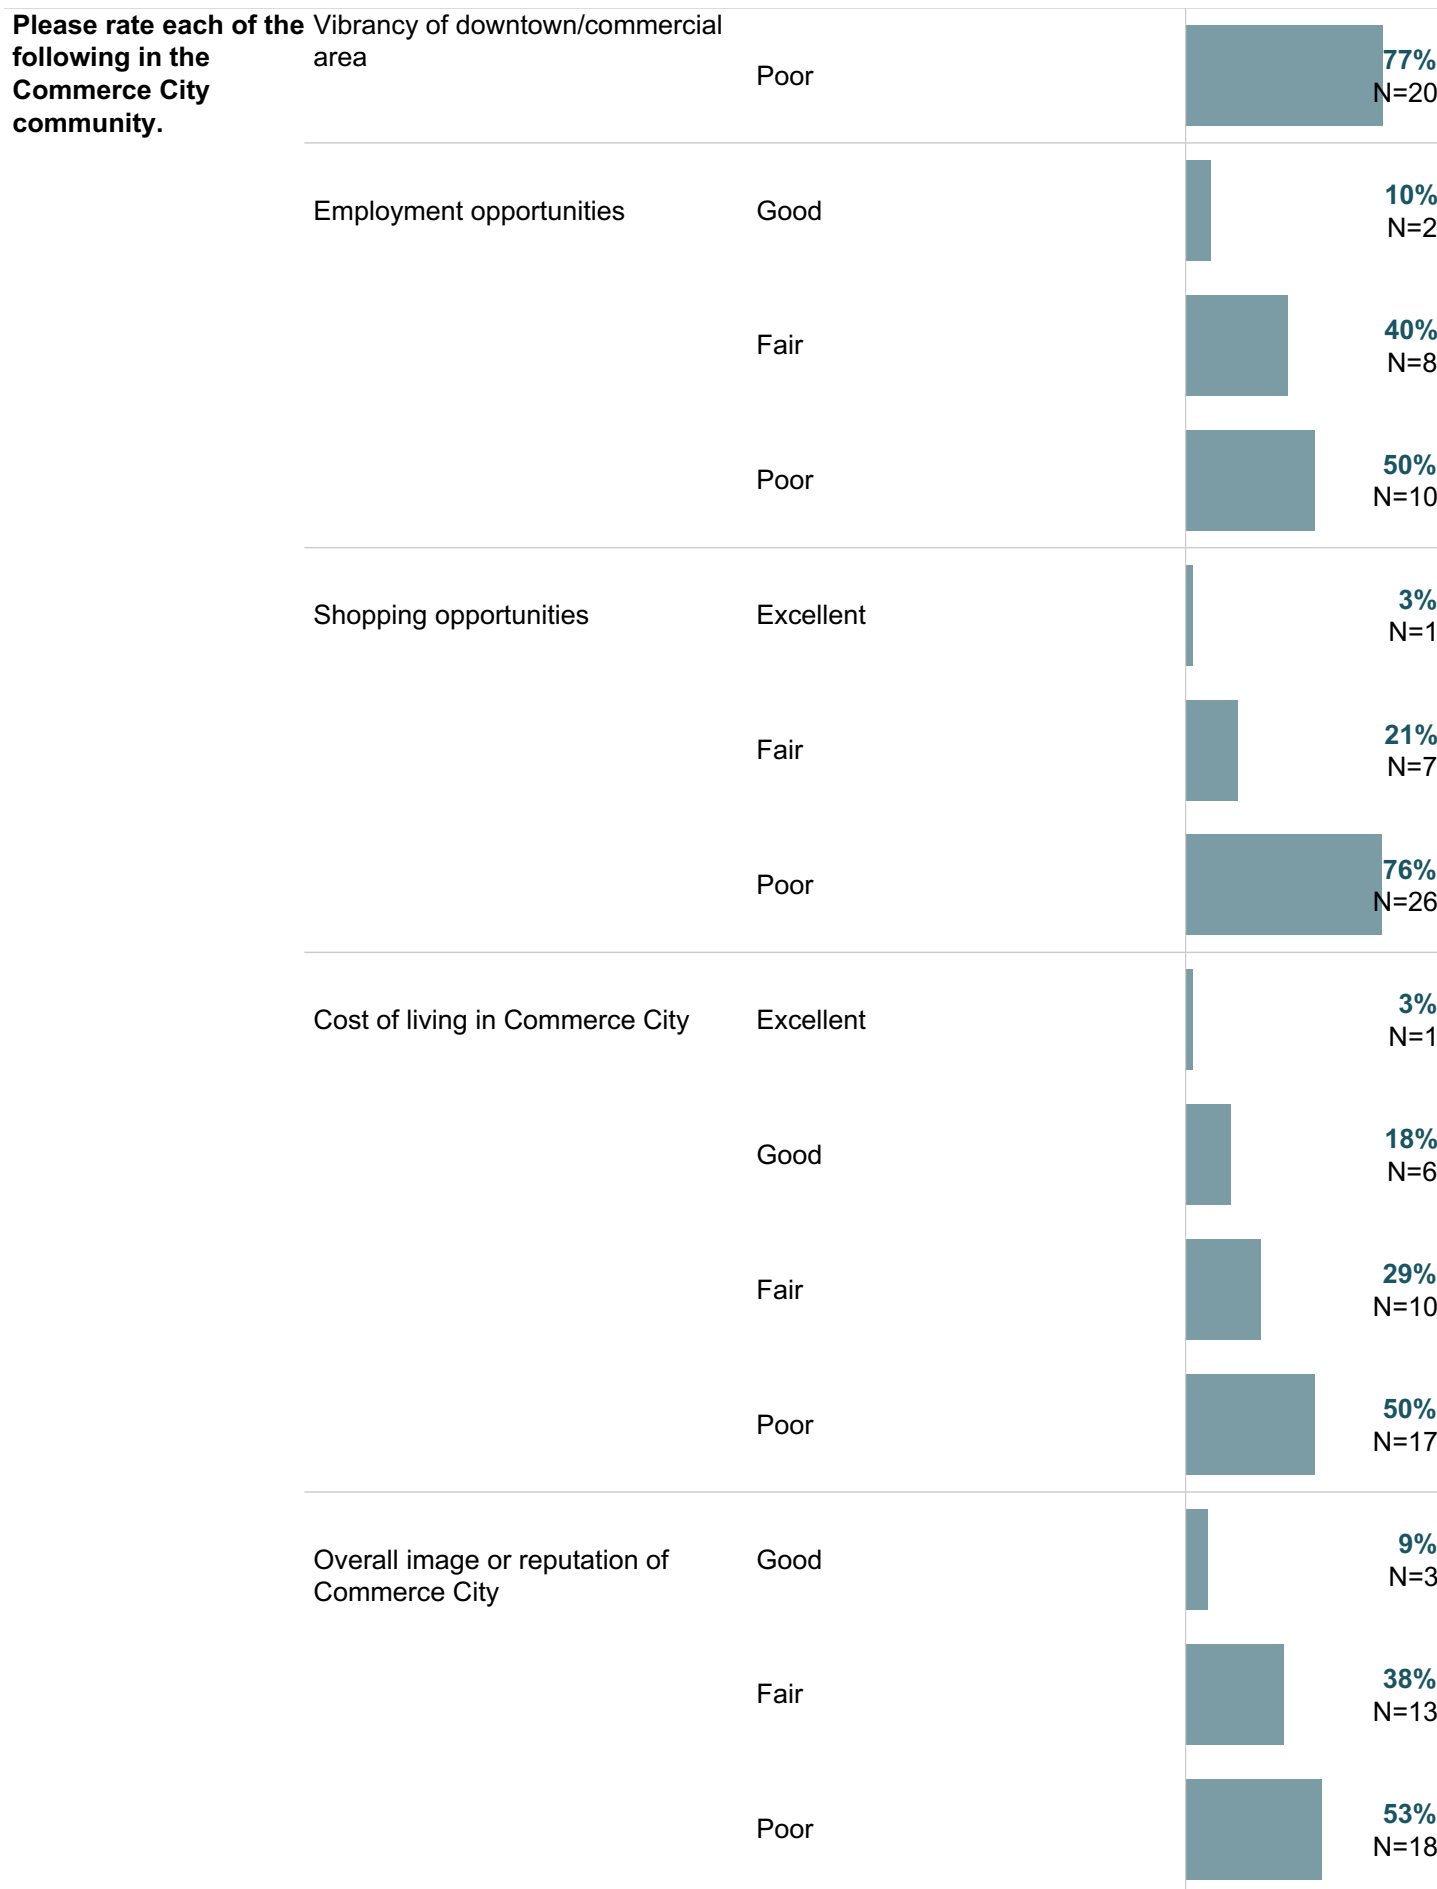 Please rate each of the
following in the
Commerce City
community.
Vibrancy of downtown/commercial
area
Poor
77%
N=20
Employment opportunities
Good
10%
N=2
Fair
40%
N=8
Poor
50%
N=10
Shopping opportunities
Excellent
3%
N=1
Fair
21%
N=7
Poor
76%
N=26
Cost of living in Commerce City
Excellent
3%
N=1
Good
18%
N=6
Fair
29%
N=10
Poor
50%
N=17
Overall image or reputation of
Commerce City
Good
9%
N=3
Fair
38%
N=13
Poor
53%
N=18